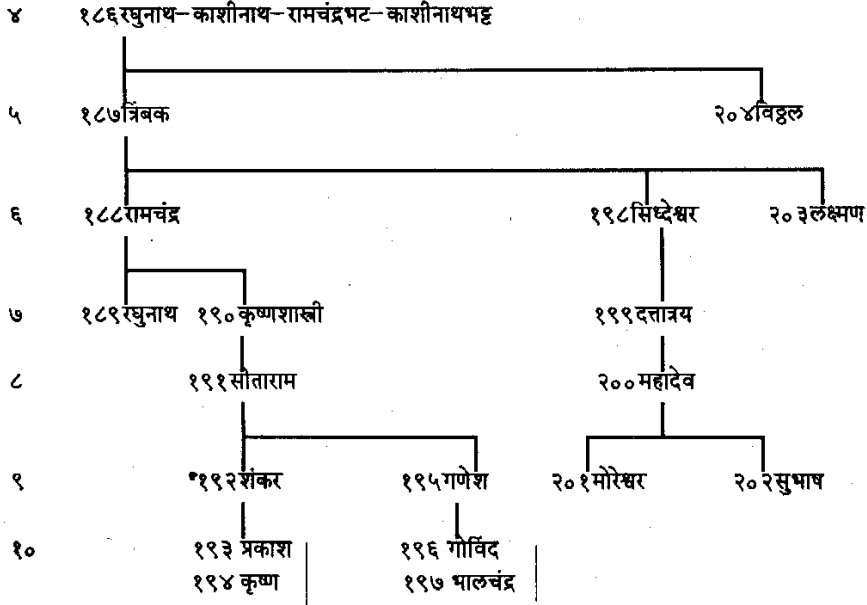 ४ १८६रघुनाथ-काशीनाथ-रामचंद्रभट-काशीनाथभट्ट
५ १८७त्रिंबक २०४विठ्ठल
६ १८८रामचंद्र १९८सिध्देश्वर २०३लक्ष्मण
७ १८९रघुनाथ १९०कृष्णशास्त्री १९९दत्तात्रय
८ १९१सीताराम २००महादेव
९ १९२शंकर १९५गणेश २०१मोरेश्वर २०२सुभाष
१० १९३ प्रकाश १९६ गोविंद
१९४ कृष्ण १९७ भालचंद्र